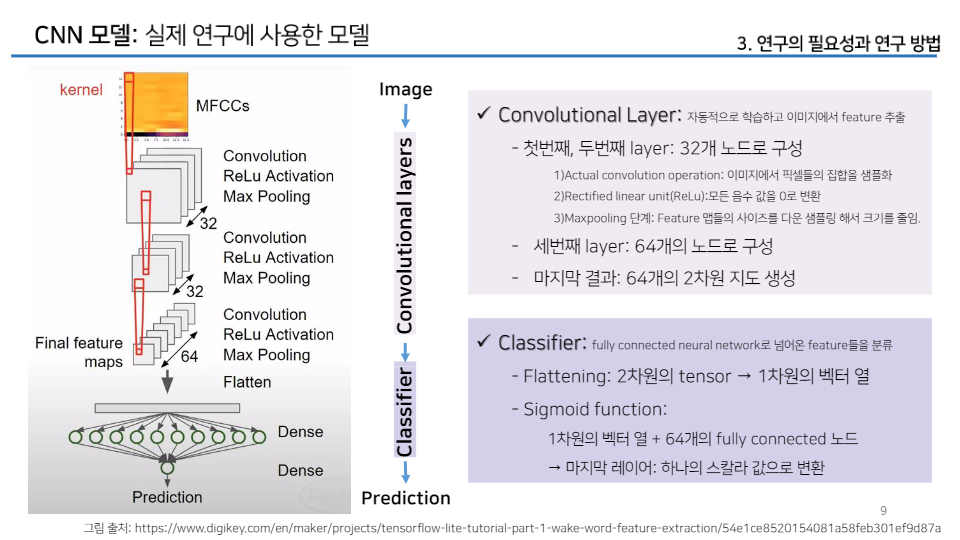 CNN 모델: 실제 연구에 사용한 모델
3. 연구의 필요성과 연구 방법
kernel
MFCCs
Convolution
ReLu Activation
Max Pooling
32
Convolution
ReLu Activation
Max Pooling
32
Convolution
ReLu Activation
Max Pooling
64
Final feature
maps
Flatten
Dense
Dense
Prediction
Image
Convolutional layers
Classifier
Prediction
✓ Convolutional Layer: 자동적으로 학습하고 이미지에서 feature 추출
- 첫번째, 두번째 layer: 32개 노드로 구성
1)Actual convolution operation: 이미지에서 픽셀들의 집합을 샘플화
2)Rectified linear unit(ReLu):모든 음수 값을 0로 변환
3)Maxpooling 단계: Feature 맵들의 사이즈를 다운 샘플링 해서 크기를 줄임.
- 세번째 layer: 64개의 노드로 구성
- 마지막 결과: 64개의 2차원 지도 생성
✓ Classifier: fully connected neural network로 넘어온 feature들을 분류
- Flattening: 2차원의 tensor → 1차원의 벡터 열
- Sigmoid function:
1차원의 벡터 열 + 64개의 fully connected 노드
→ 마지막 레이어: 하나의 스칼라 값으로 변환
9
그림 출처: https://www.digikey.com/en/maker/projects/tensorflow-lite-tutorial-part-1-wake-word-feature-extraction/54e1ce8520154081a58feb301ef9d87a